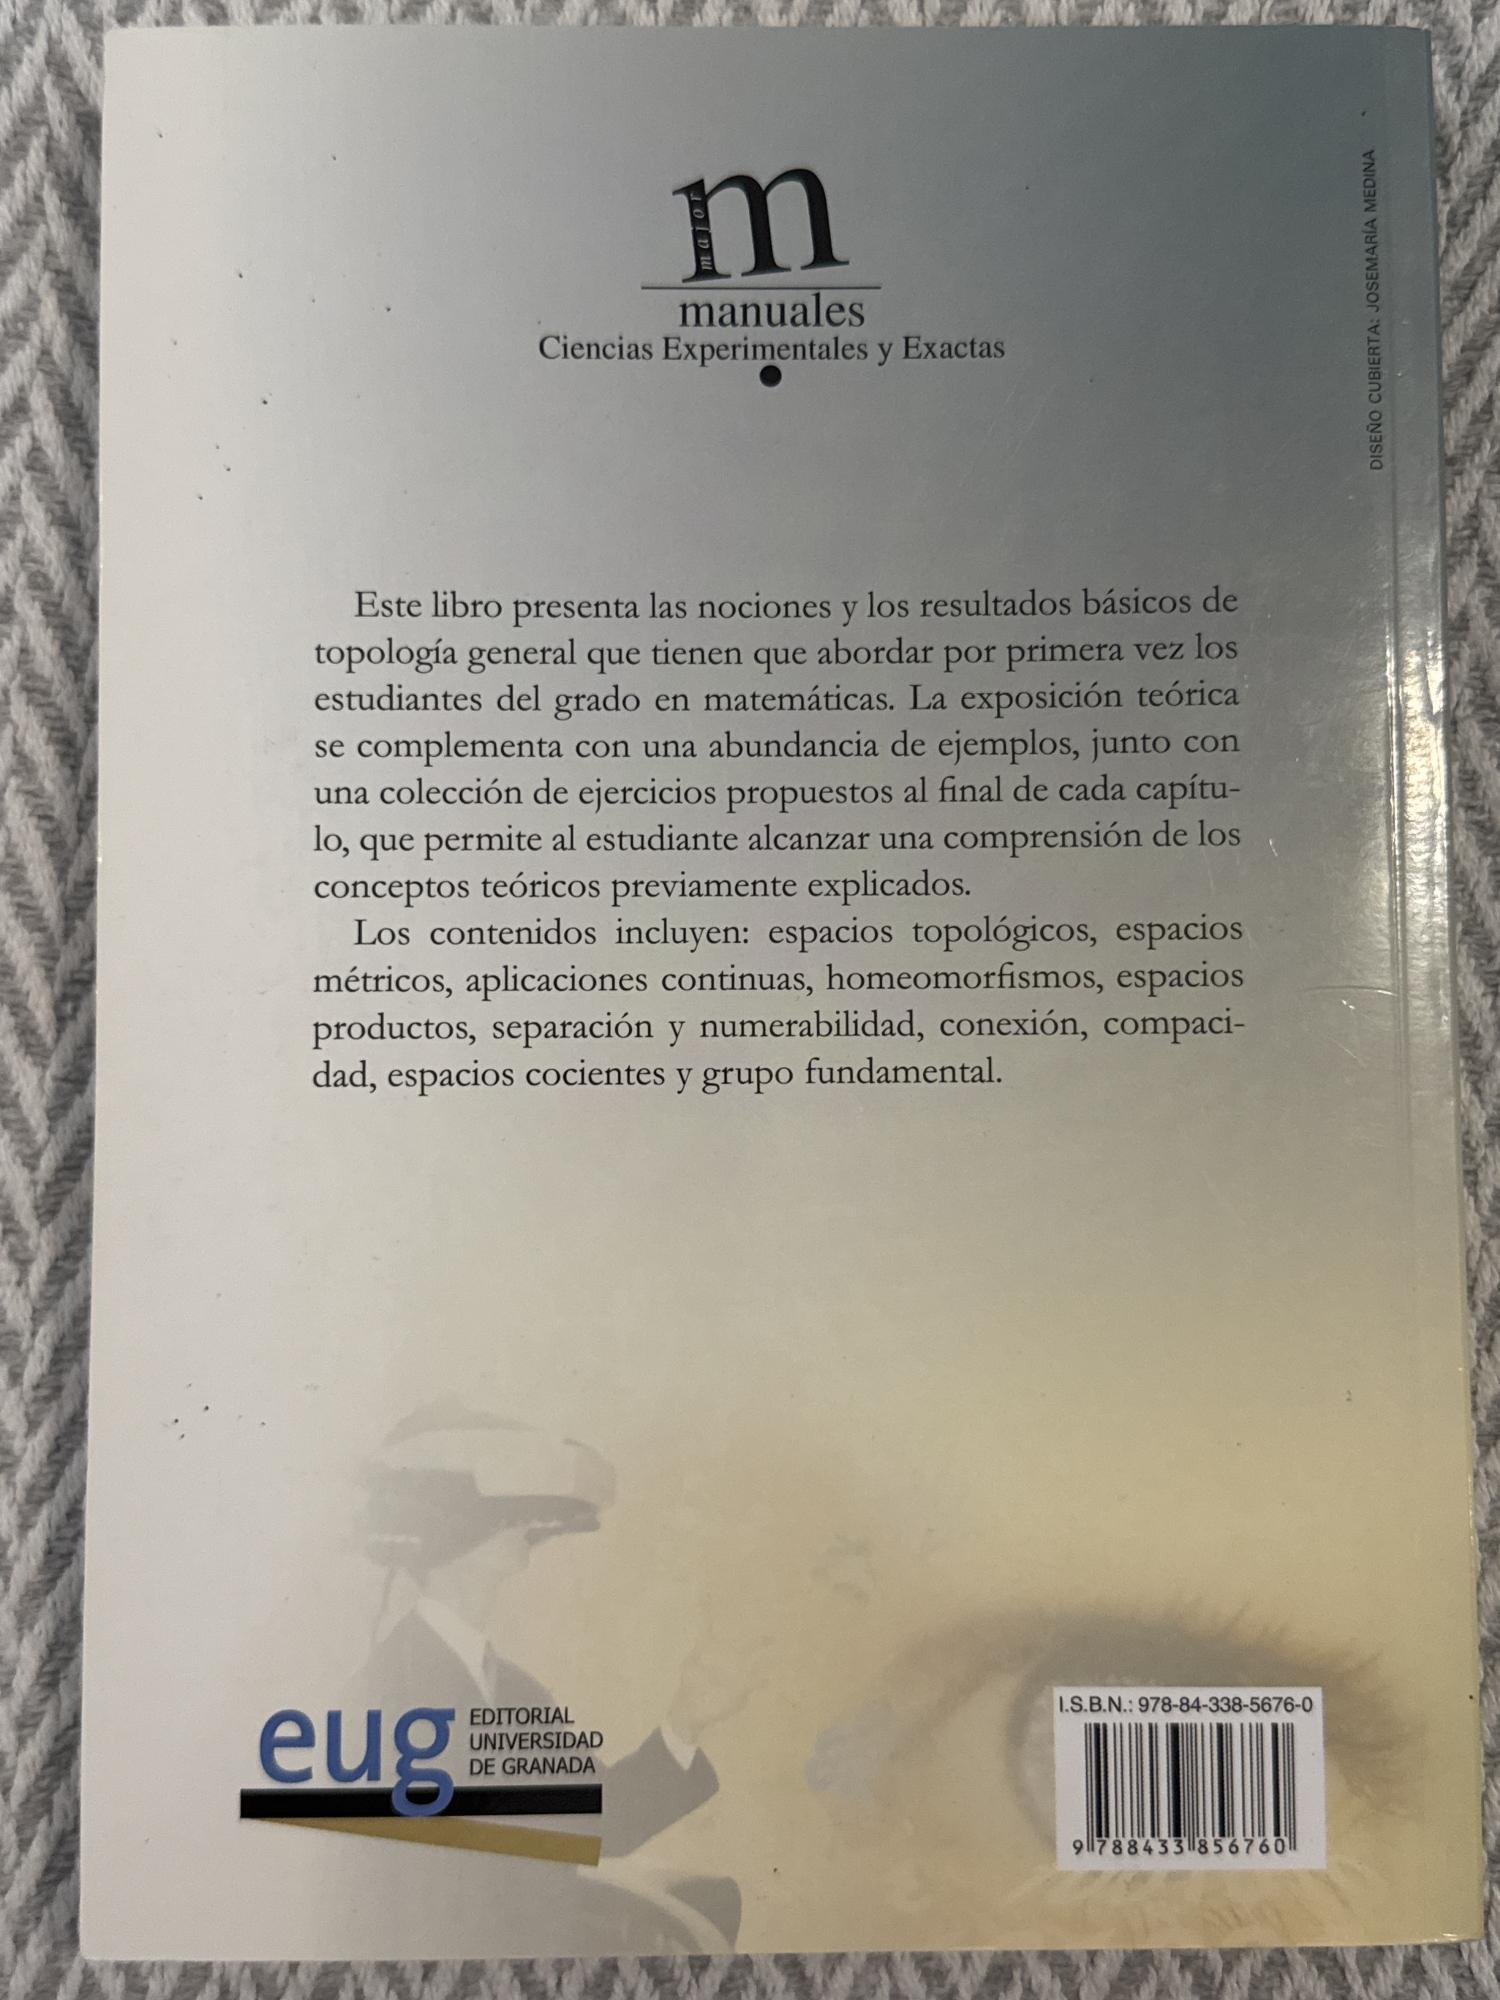 major
m
manuales
Ciencias Experimentales y Exactas
DISEÑO CUBIERTA: JOSEMARÍA MEDINA
Este libro presenta las nociones y los resultados básicos de
topología general que tienen que abordar por primera vez los
estudiantes del grado en matemáticas. La exposición teórica
se complementa con una abundancia de ejemplos, junto con
una colección de ejercicios propuestos al final de cada capítu-
lo, que permite al estudiante alcanzar una comprensión de los
conceptos teóricos previamente explicados.
Los contenidos incluyen: espacios topológicos, espacios
métricos, aplicaciones continuas, homeomorfismos, espacios
productos, separación y numerabilidad, conexión, compaci-
dad, espacios cocientes y grupo fundamental.
eug
EDITORIAL
UNIVERSIDAD
DE GRANADA
I.S.B.N.: 978-84-338-5676-0
9 788433 856760